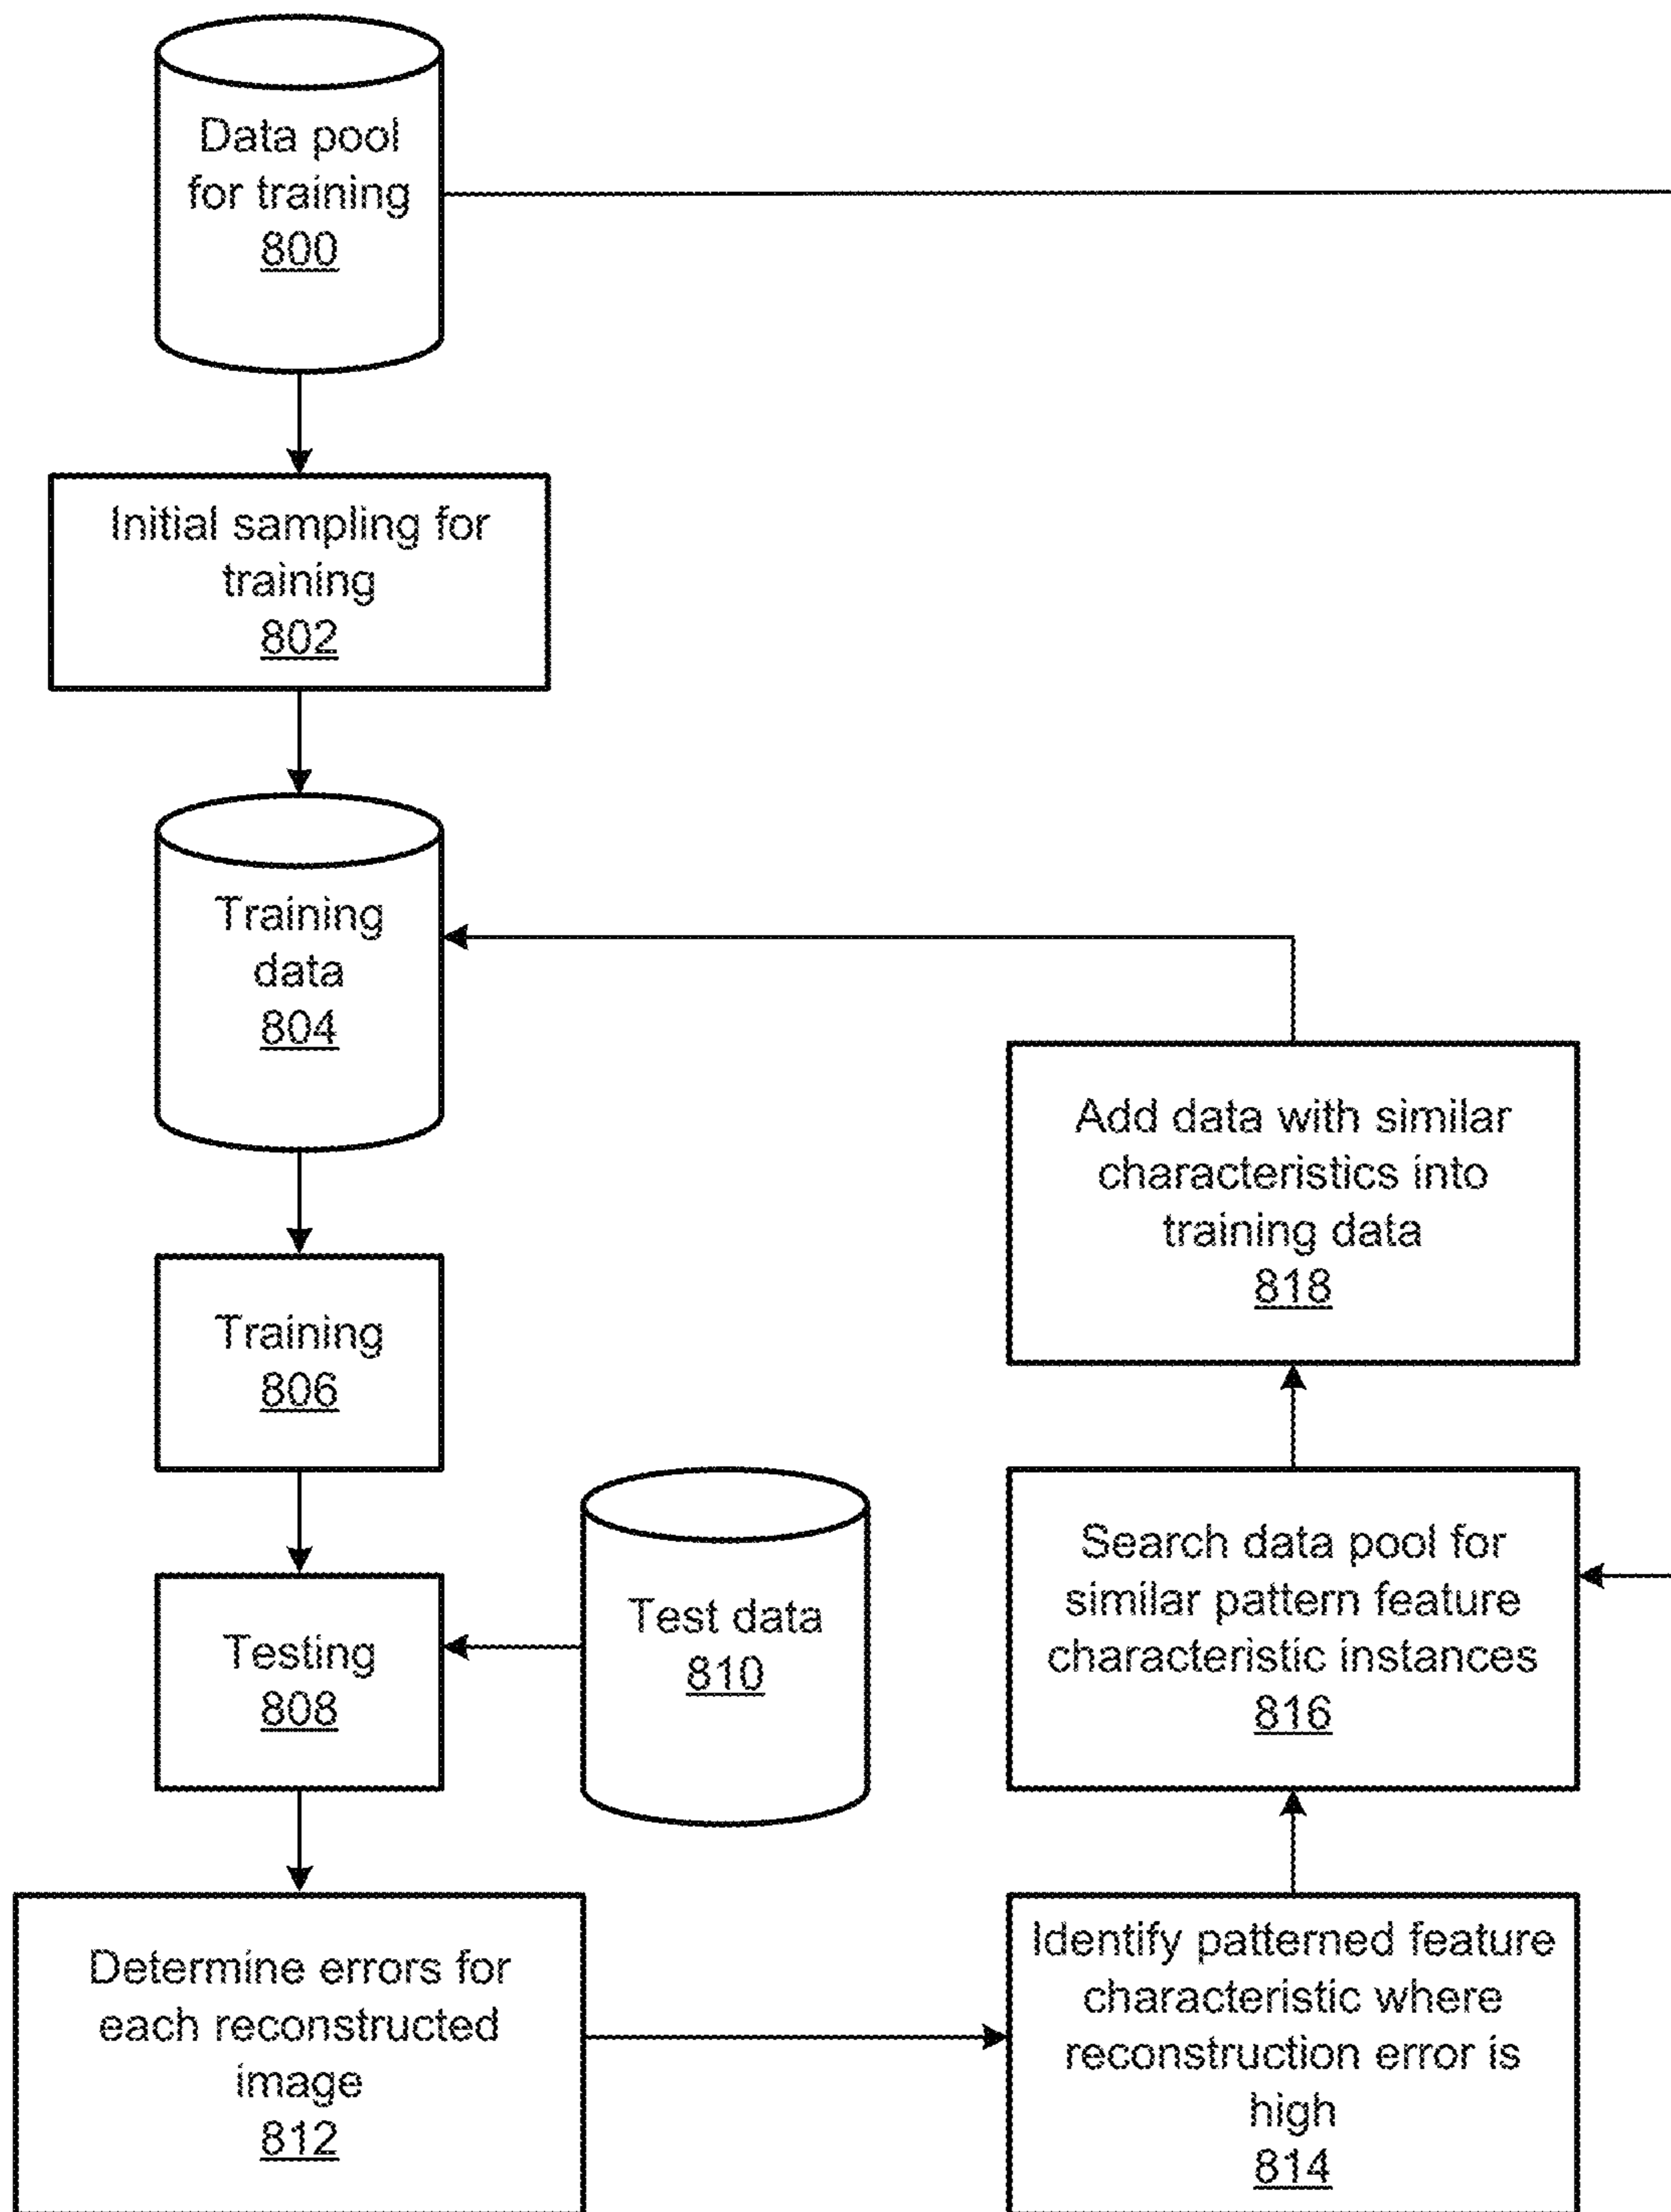 Data pool
for training
800
Initial sampling for
training
802
Training
data
804
Training
806
Testing
808
Test data
810
Determine errors for
each reconstructed
image
812
Identify patterned feature
characteristic where
reconstruction error is
high
814
Search data pool for
similar pattern feature
characteristic instances
816
Add data with similar
characteristics into
training data
818